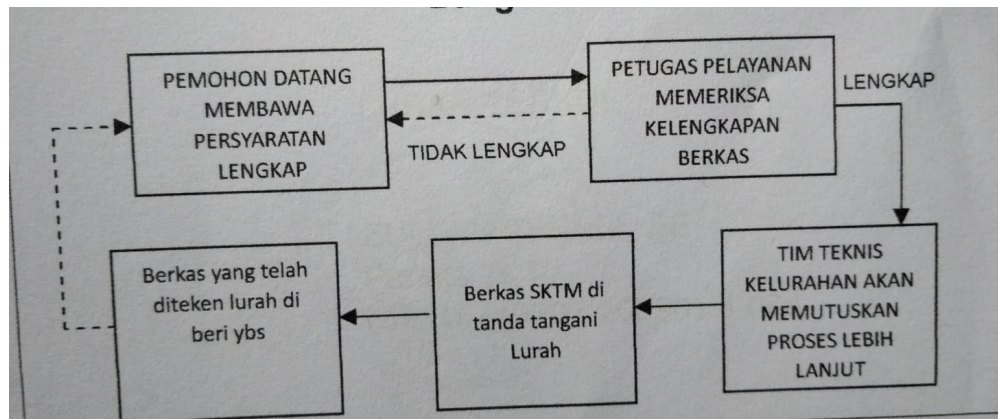 PEMOHON DATANG
MEMBAWA
PERSYARATAN
LENGKAP
PETUGAS PELAYANAN
MEMERIKSA
KELENGKAPAN
BERKAS
LENGKAP
TIDAK LENGKAP
TIM TEKNIS
KELURAHAN AKAN
MEMUTUSKAN
PROSES LEBIH
LANJUT
Berkas SKTM di
tanda tangani
Lurah
Berkas yang telah
diteken lurah di
beri ybs